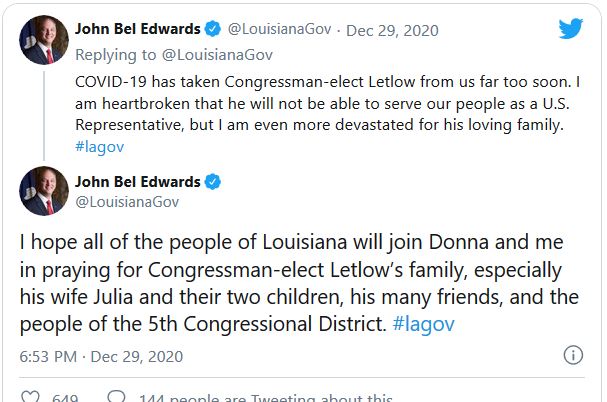 John Bel Edwards @LouisianaGov · Dec 29, 2020
Replying to @LouisianaGov
COVID-19 has taken Congressman-elect Letlow from us far too soon. I
am heartbroken that he will not be able to serve our people as a U.S.
Representative, but I am even more devastated for his loving family.
#lagov
John Bel Edwards
@LouisianaGov
I hope all of the people of Louisiana will join Donna and me
in praying for Congressman-elect Letlow's family, especially
his wife Julia and their two children, his many friends, and the
people of the 5th Congressional District. #lagov
6:53 PM · Dec 29, 2020
649 144 people are Tweeting about this